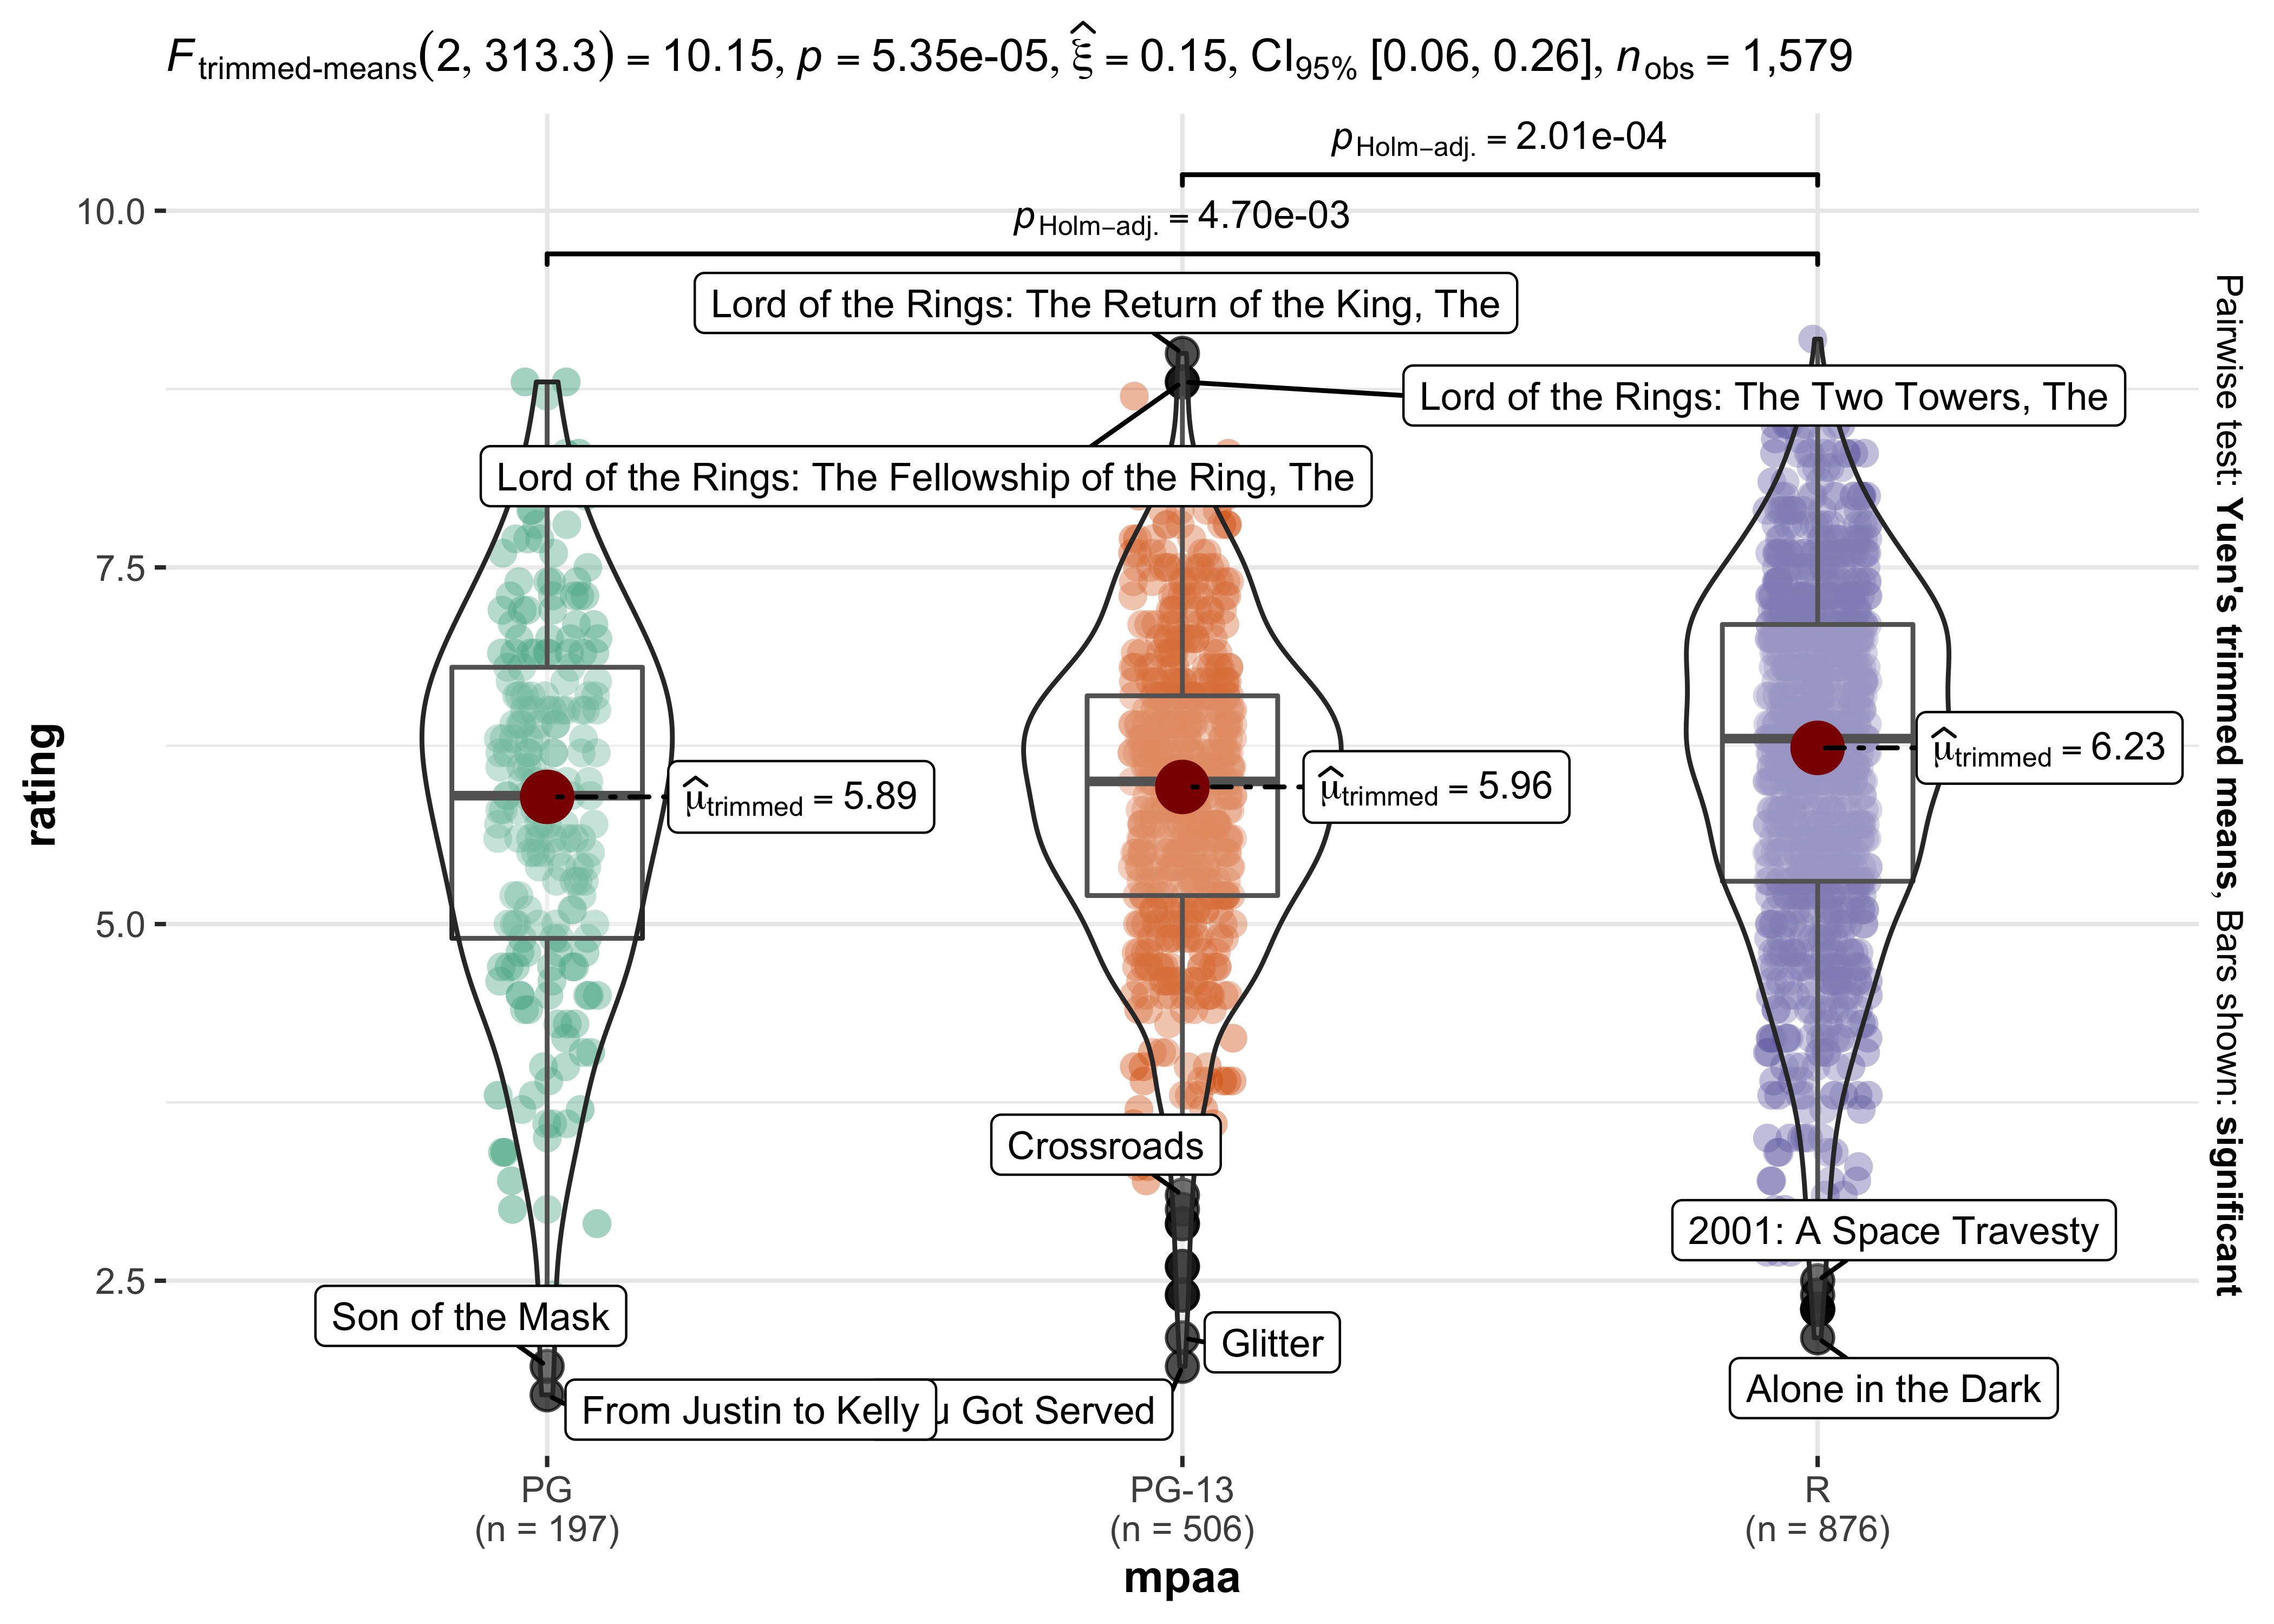 F trimmed-means(2, 313.3) = 10.15, p = 5.35e-05, ξ̂ = 0.15, CI95% [0.06, 0.26], n obs = 1,579
p Holm−adj. = 2.01e-04
10.0
p Holm−adj. = 4.70e-03
Lord of the Rings: The Return of the King, The
Lord of the Rings: The Two Towers, The
Lord of the Rings: The Fellowship of the Ring, The
7.5
μ̂ trimmed = 5.89
μ̂ trimmed = 5.96
μ̂ trimmed = 6.23
rating
5.0
Crossroads
2001: A Space Travesty
2.5
Son of the Mask
Glitter
From Justin to Kelly
Got Served
Alone in the Dark
Pairwise test: Yuen's trimmed means, Bars shown: significant
PG
(n = 197)
PG-13
(n = 506)
R
(n = 876)
mpaa